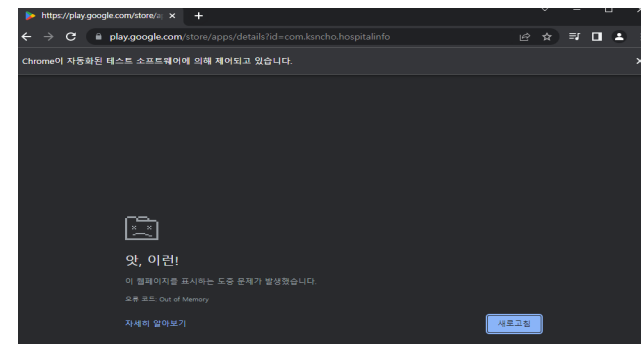 https://play.google.com/store/a
play.google.com/store/apps/details?id=com.ksncho.hospitalinfo
Chrome이 자동화된 테스트 소프트웨어에 의해 제어되고 있습니다.
앗, 이런!
이 웹페이지를 표시하는 도중 문제가 발생했습니다.
오류 코드: Out of Memory
자세히 알아보기
새로고침